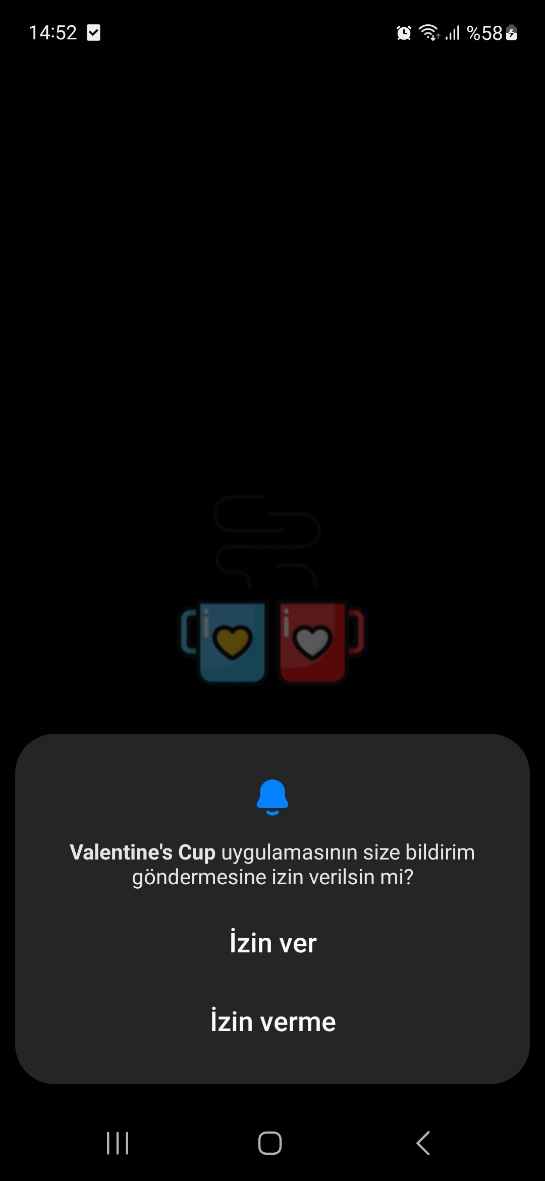 14:52 %58
Valentine's Cup uygulamasının size bildirim
göndermesine izin verilsin mi?
İzin ver
İzin verme